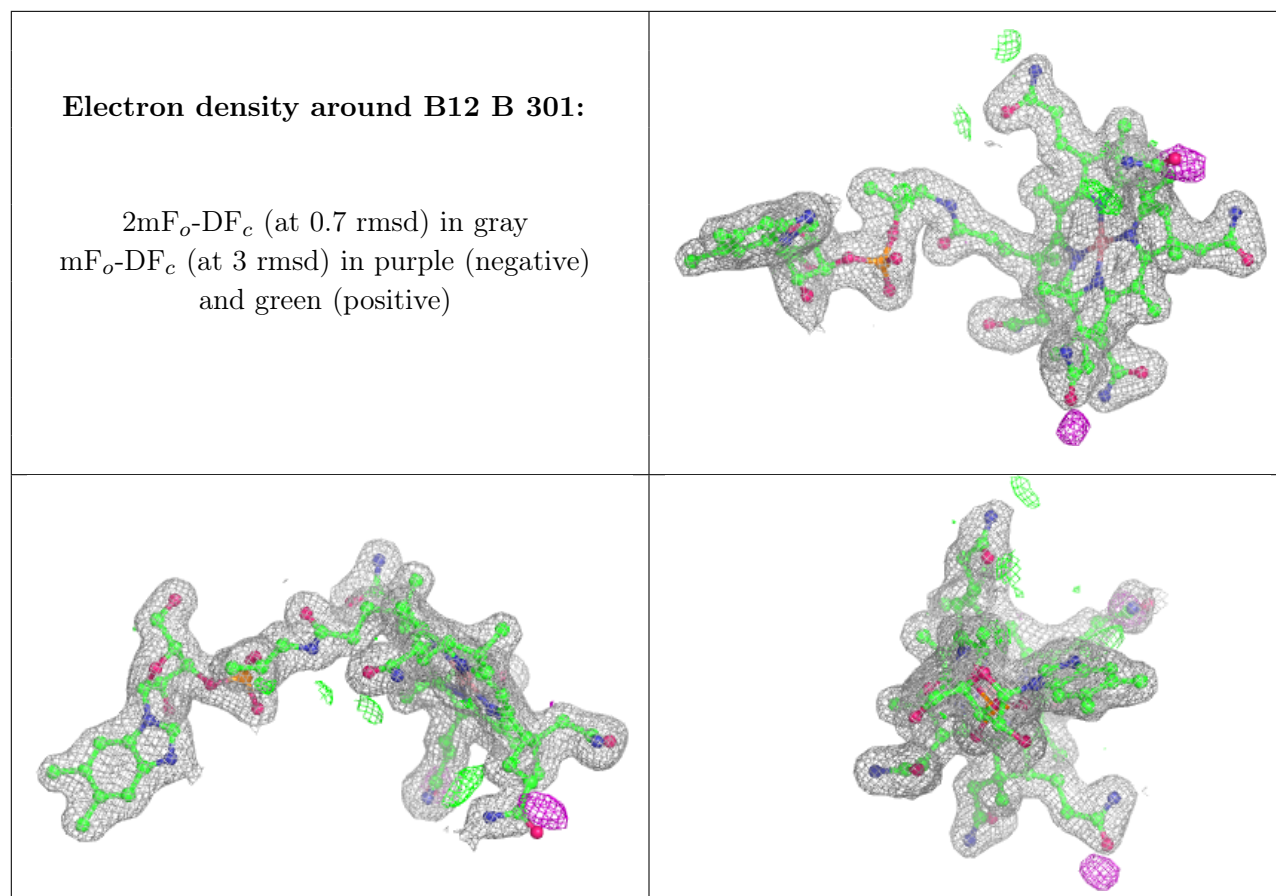 Electron density around B12 B 301:
2mFo-DFc (at 0.7 rmsd) in gray
mFo-DFc (at 3 rmsd) in purple (negative)
and green (positive)